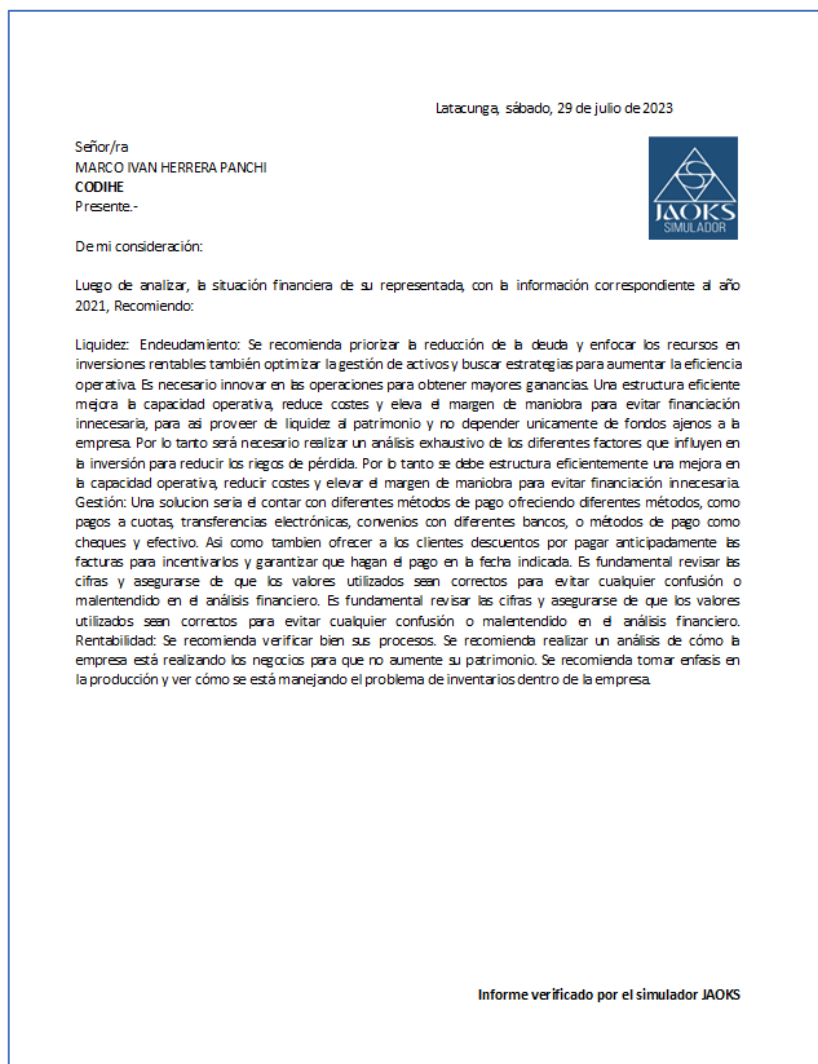 Latacunga, sábado, 29 de julio de 2023
Señor/ra
MARCO IVAN HERRERA PANCHI
CODIHE
Presente.-
JAOKS
SIMULADOR
De mi consideración:
Luego de analizar, la situación financiera de su representada, con la información correspondiente al año
2021, Recomiendo:
Liquidez: Endeudamiento: Se recomienda priorizar la reducción de la deuda y enfocar los recursos en
inversiones rentables también optimizar la gestión de activos y buscar estrategias para aumentar la eficiencia
operativa. Es necesario innovar en las operaciones para obtener mayores ganancias. Una estructura eficiente
mejora la capacidad operativa, reduce costes y eleva el margen de maniobra para evitar financiación
innecesaria, para asi proveer de liquidez al patrimonio y no depender unicamente de fondos ajenos a la
empresa. Por lo tanto será necesario realizar un análisis exhaustivo de los diferentes factores que influyen en
la inversión para reducir los riegos de pérdida. Por lo tanto se debe estructura eficientemente una mejora en
la capacidad operativa, reducir costes y elevar el margen de maniobra para evitar financiación innecesaria.
Gestión: Una solucion seria el contar con diferentes métodos de pago ofreciendo diferentes métodos, como
pagos a cuotas, transferencias electrónicas, convenios con diferentes bancos, o métodos de pago como
cheques y efectivo. Asi como tambien ofrecer a los clientes descuentos por pagar anticipadamente las
facturas para incentivarlos y garantizar que hagan el pago en la fecha indicada. Es fundamental revisar las
cifras y asegurarse de que los valores utilizados sean correctos para evitar cualquier confusión o
malentendido en el análisis financiero. Es fundamental revisar las cifras y asegurarse de que los valores
utilizados sean correctos para evitar cualquier confusión o malentendido en el análisis financiero.
Rentabilidad: Se recomienda verificar bien sus procesos. Se recomienda realizar un análisis de cómo la
empresa está realizando los negocios para que no aumente su patrimonio. Se recomienda tomar enfasis en
la producción y ver cómo se está manejando el problema de inventarios dentro de la empresa.
Informe verificado por el simulador JAOKS